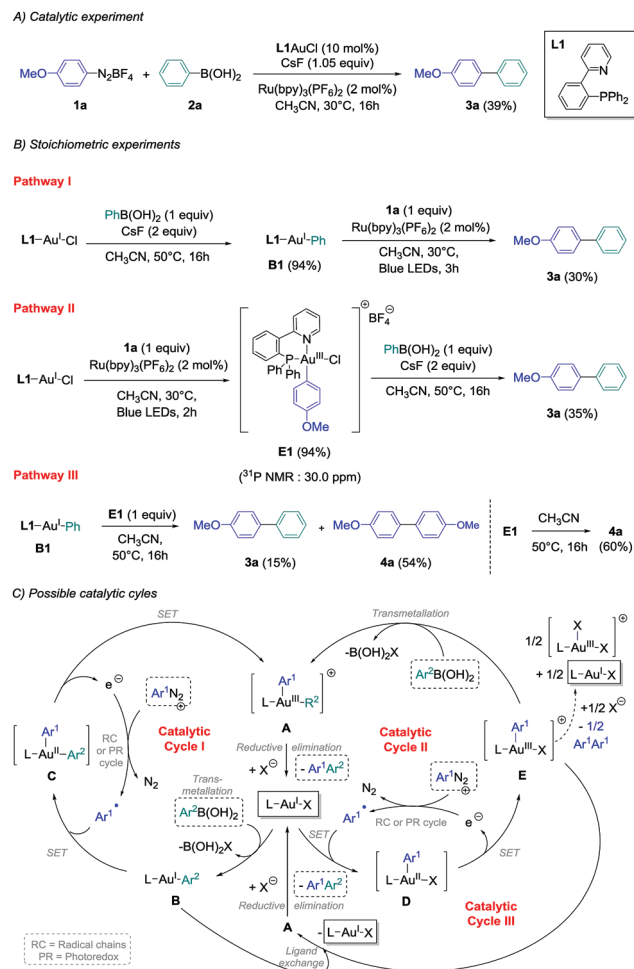 A) Catalytic experiment
MeO
N2BF4
1a
+
B(OH)2
2a
L1AuCl (10 mol%)
CsF (1.05 equiv)
Ru(bpy)3(PF6)2 (2 mol%)
CH3CN, 30°C, 16h
MeO
3a (39%)
L1
N
PPh2
B) Stoichiometric experiments
Pathway I
L1–AuI–Cl
PhB(OH)2 (1 equiv)
CsF (2 equiv)
CH3CN, 50°C, 16h
L1–AuI–Ph
B1 (94%)
1a (1 equiv)
Ru(bpy)3(PF6)2 (2 mol%)
CH3CN, 30°C,
Blue LEDs, 3h
MeO
3a (30%)
Pathway II
L1–AuI–Cl
1a (1 equiv)
Ru(bpy)3(PF6)2 (2 mol%)
CH3CN, 30°C,
Blue LEDs, 2h
⊕ BF4⊖
N
P–AuIII–Cl
Ph Ph
OMe
E1 (94%)
(31P NMR : 30.0 ppm)
PhB(OH)2 (1 equiv)
CsF (2 equiv)
CH3CN, 50°C, 16h
MeO
3a (35%)
Pathway III
L1–AuI–Ph
B1
E1 (1 equiv)
CH3CN,
50°C, 16h
MeO
3a (15%)
+
MeO
OMe
4a (54%)
E1
CH3CN
50°C, 16h
4a
(60%)
C) Possible catalytic cyles
SET
Transmetallation
-B(OH)2X
Ar2B(OH)2
1/2
X
L–AuIII–X
⊕
+ 1/2 L–AuI–X
+1/2 X⊖
- 1/2
Ar1Ar1
e⊖
Ar1N2
⊕
Ar1
L–AuII–Ar2
C
RC
or PR
cycle
N2
Ar1•
Catalytic
Cycle I
Ar1
L–AuIII–R2
⊕
A
Catalytic
Cycle II
Ar1
L–AuIII–X
⊕
E
Reductive elimination
+ X⊖
- Ar1Ar2
Trans-
metallation
Ar2B(OH)2
-B(OH)2X
L–AuI–X
N2
Ar1N2
⊕
Ar1•
RC or PR cycle
e⊖
SET
SET
SET
L–AuI–Ar2
B
+ X⊖
- Ar1Ar2
Reductive elimination
Ar1
L–AuII–X
D
Catalytic
Cycle III
A
- L–AuI–X
Ligand
exchange
RC = Radical chains
PR = Photoredox